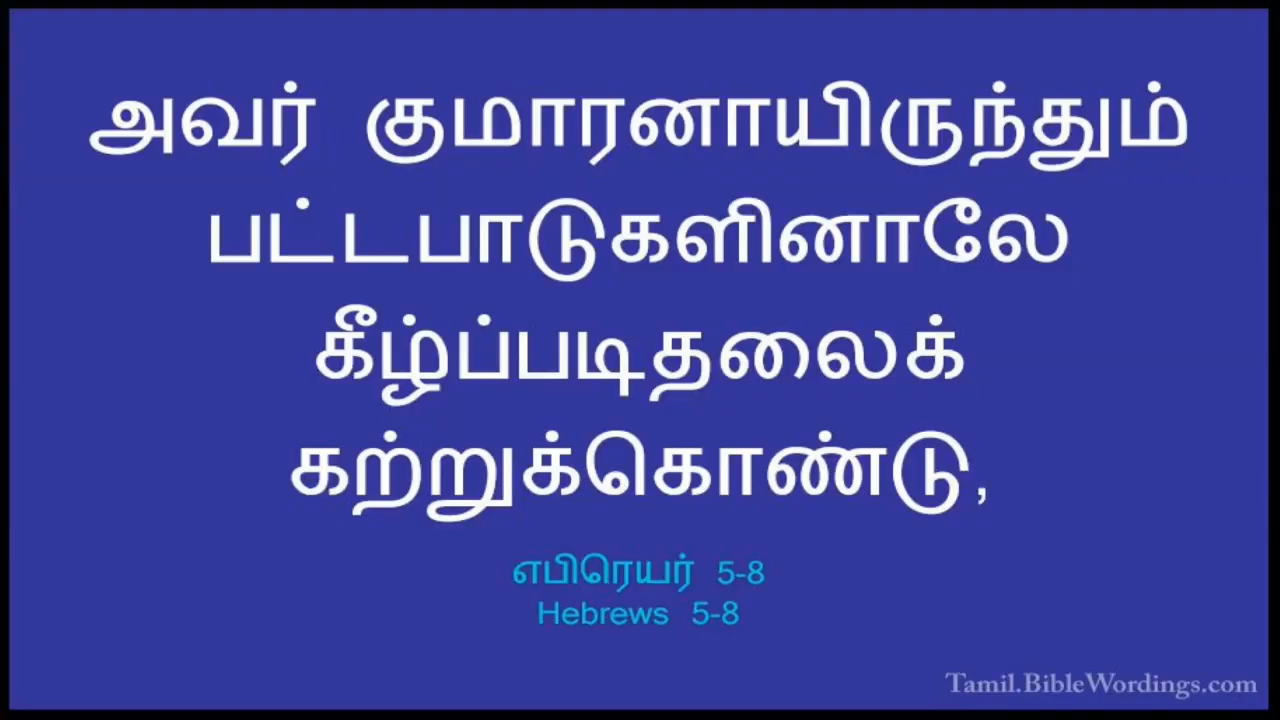 அவர் குமாரனாயிருந்தும்
பட்டபாடுகளினாலே
கீழ்ப்படிதலைக்
கற்றுக்கொண்டு,
எபிரெயர் 5-8
Hebrews 5-8
Tamil.BibleWordings.com